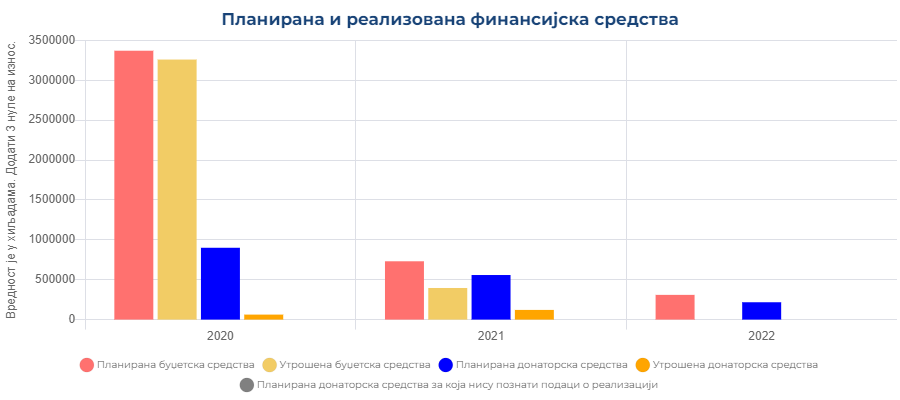 Планирана и реализована финансијска средства
Вредност је у хиљадама. Додати 3 нуле на износ.
3500000
3000000
2500000
2000000
1500000
1000000
500000
0
2020 2021 2022
Планирана буџетска средства Утрошена буџетска средства Планирана донаторска средства Утрошена донаторска средства
Планирана донаторска средства за која нису познати подаци о реализацији